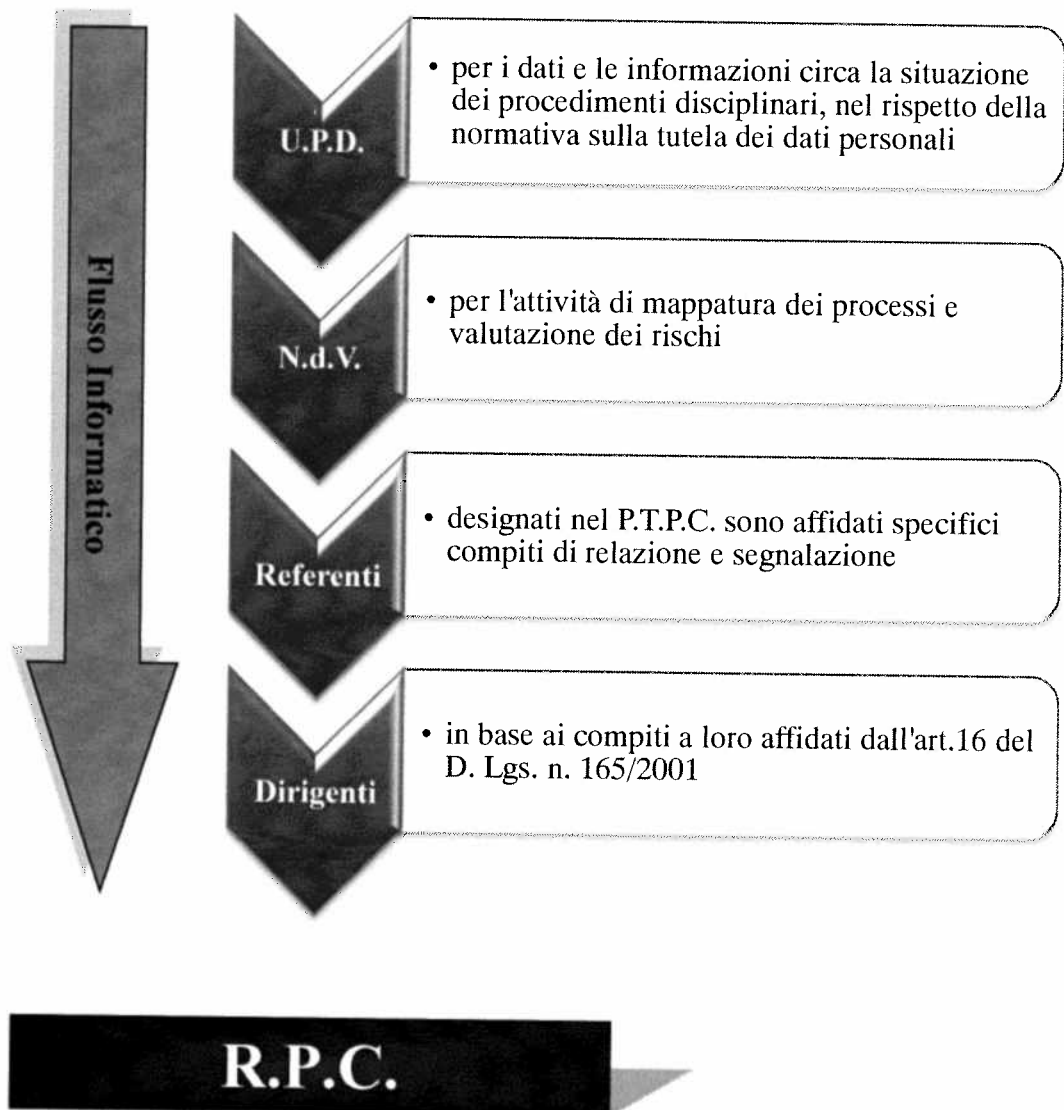 Flusso Informatico
U.P.D.
• per i dati e le informazioni circa la situazione
dei procedimenti disciplinari, nel rispetto della
normativa sulla tutela dei dati personali
N.d.V.
• per l'attività di mappatura dei processi e
valutazione dei rischi
Referenti
• designati nel P.T.P.C. sono affidati specifici
compiti di relazione e segnalazione
Dirigenti
• in base ai compiti a loro affidati dall'art.16 del
D. Lgs. n. 165/2001
R.P.C.